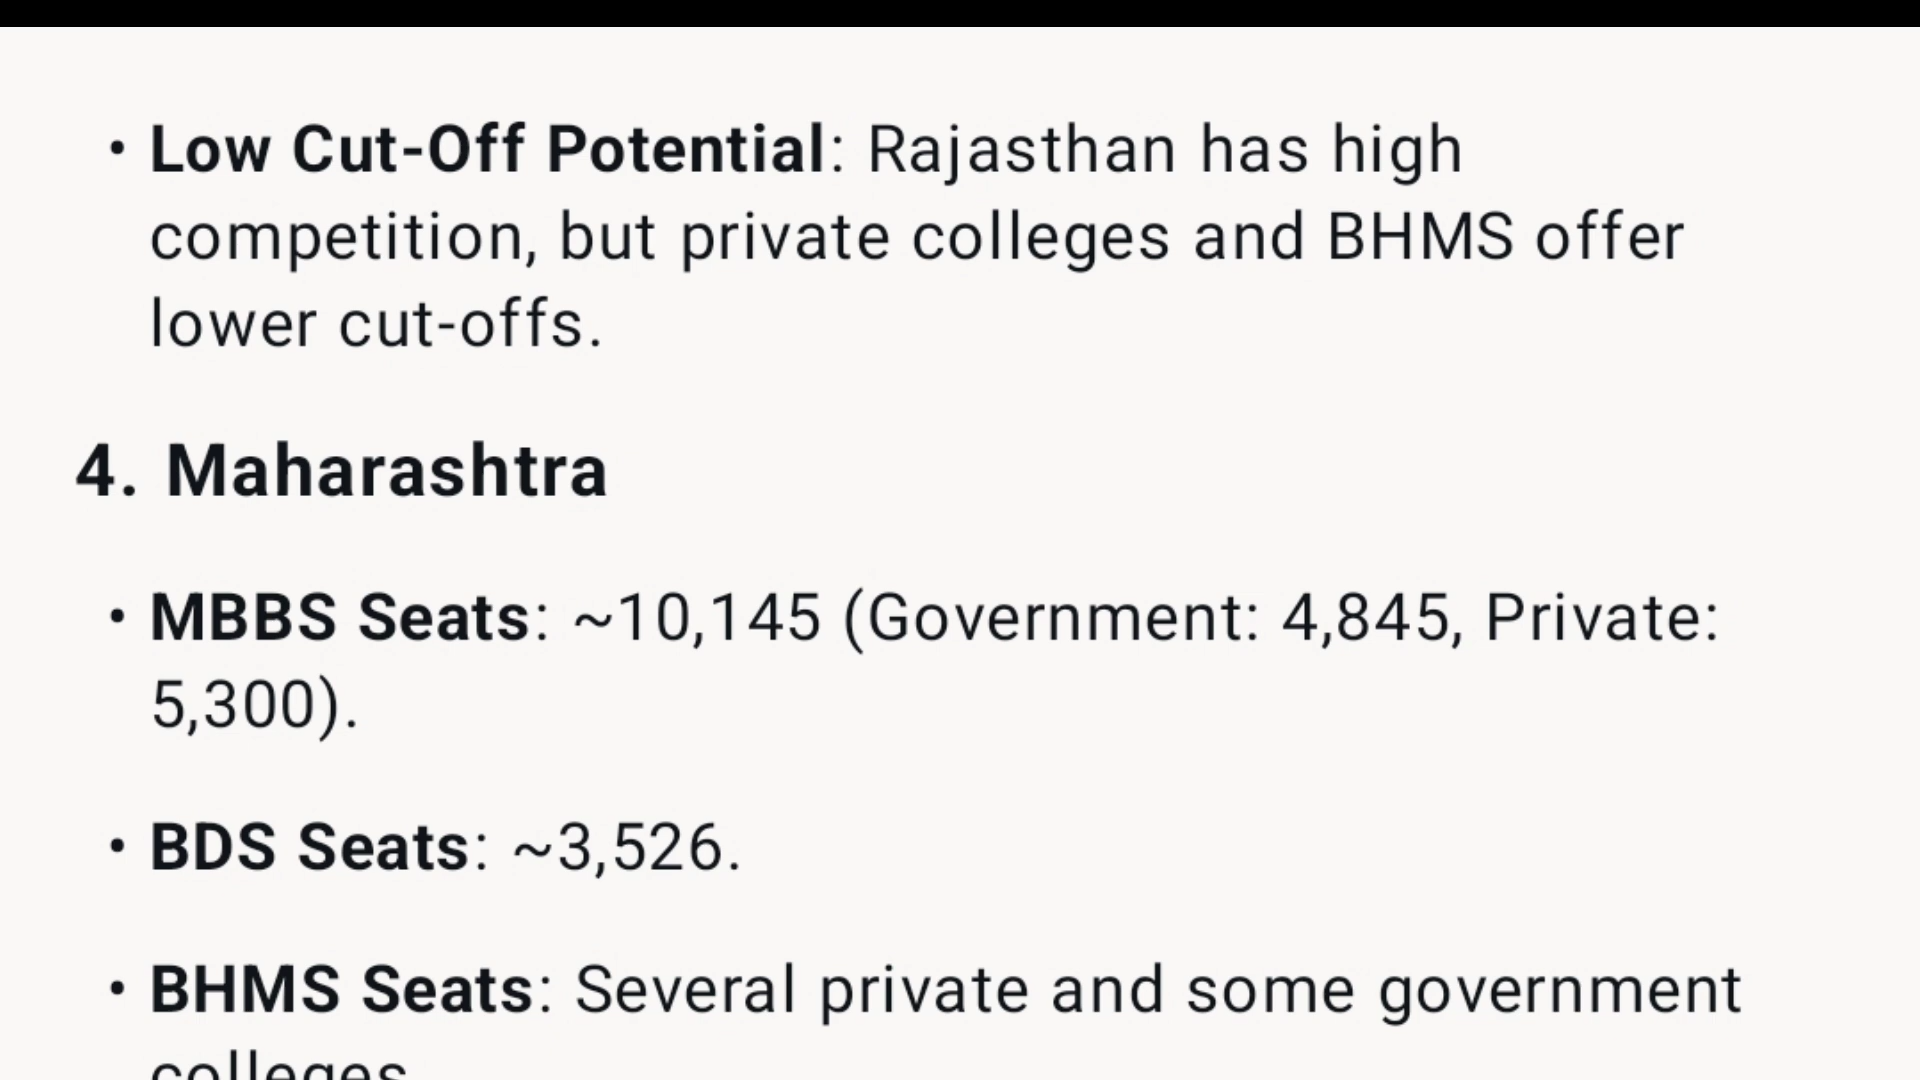 • Low Cut-Off Potential: Rajasthan has high
competition, but private colleges and BHMS offer
lower cut-offs.
4. Maharashtra
• MBBS Seats: ~10,145 (Government: 4,845, Private:
5,300).
• BDS Seats: ~3,526.
• BHMS Seats: Several private and some government
colleges